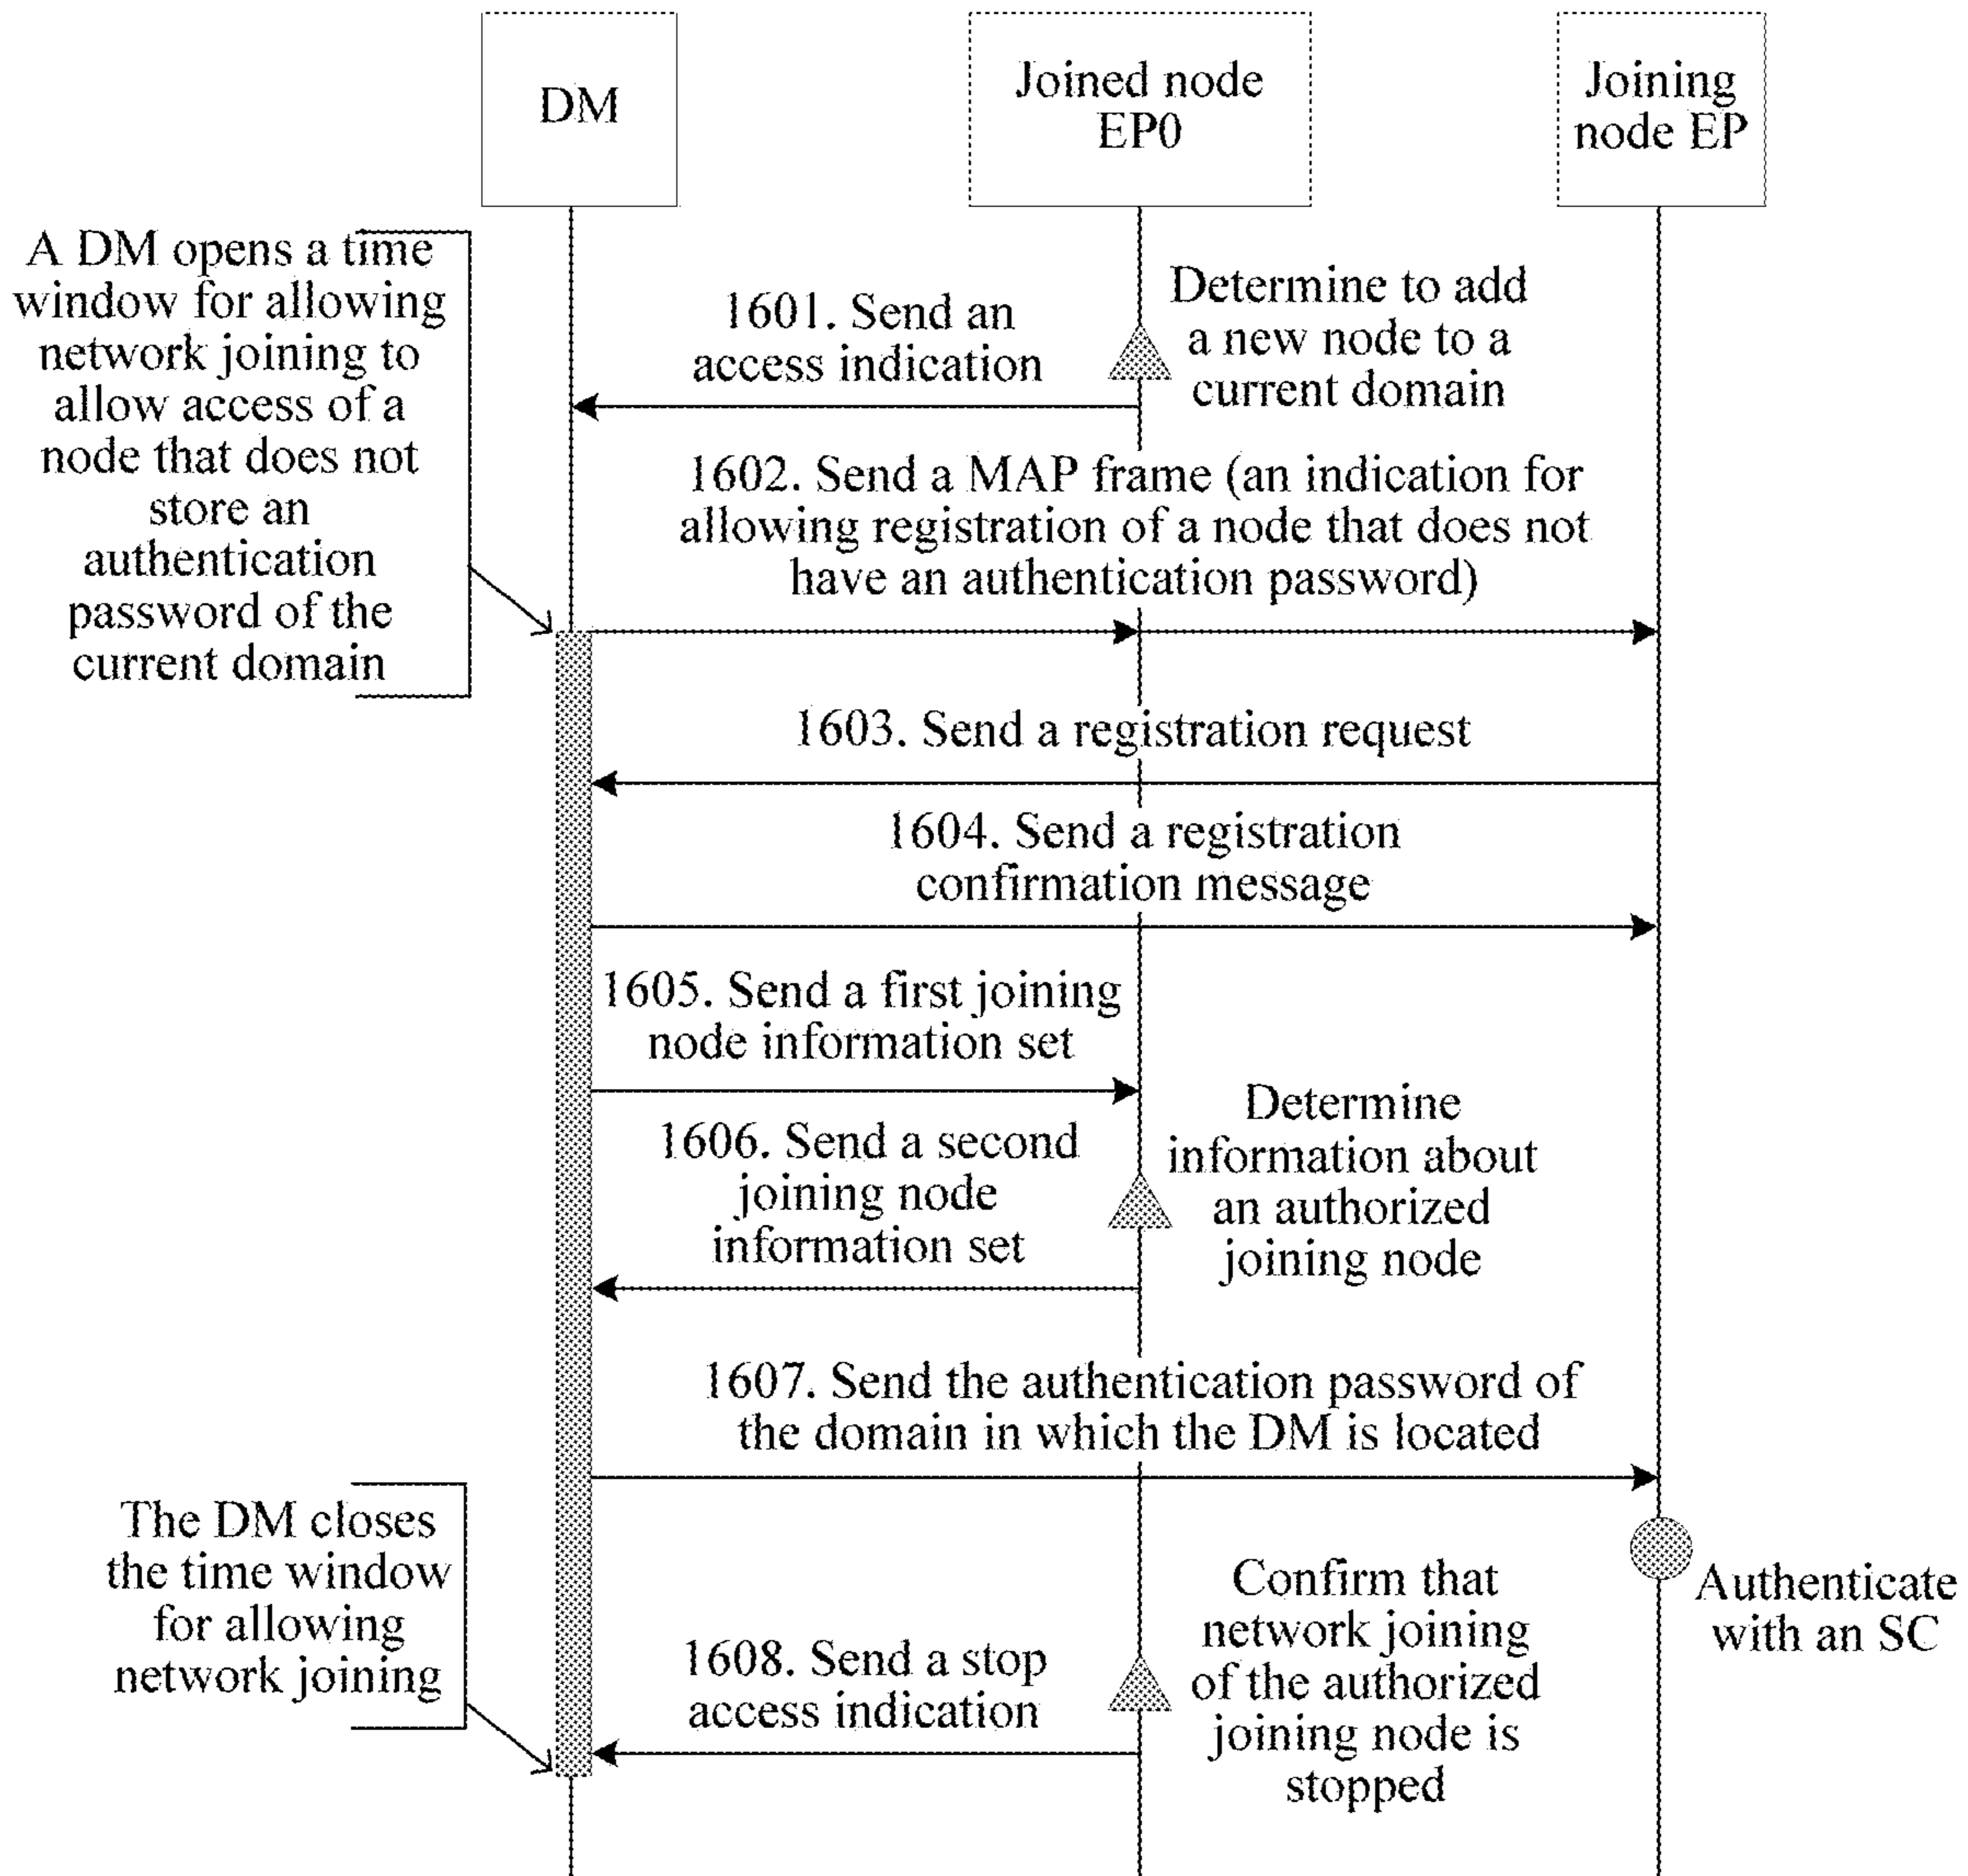 DM
Joined node
EP0
Joining
node EP
A DM opens a time
window for allowing
network joining to
allow access of a
node that does not
store an
authentication
password of the
current domain
1601. Send an
access indication
Determine to add
a new node to a
current domain
1602. Send a MAP frame (an indication for
allowing registration of a node that does not
have an authentication password)
1603. Send a registration request
1604. Send a registration
confirmation message
1605. Send a first joining
node information set
1606. Send a second
joining node
information set
Determine
information about
an authorized
joining node
1607. Send the authentication password of
the domain in which the DM is located
The DM closes
the time window
for allowing
network joining
1608. Send a stop
access indication
Confirm that
network joining
of the authorized
joining node is
stopped
Authenticate
with an SC